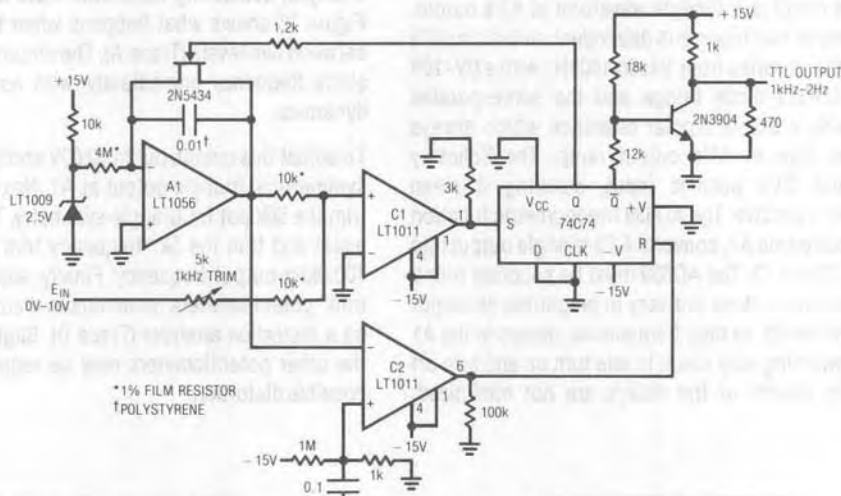 1.2k
+15V
+15V
18k
1k
TTL OUTPUT
1kHz–2Hz
2N5434
2N3904
470
10k
0.01†
4M*
12k
LT1009
2.5V
A1
LT1056
10k*
3k
C1
LT1011
4
– 15V
VCC Q Q̅
S 74C74 +V
R
D CLK –V
– 15V
5k
1kHz TRIM
EIN
0V–10V
10k*
C2
LT1011
6
4
– 15V
100k
*1% FILM RESISTOR
†POLYSTYRENE
– 15V
1M
1k
0.1